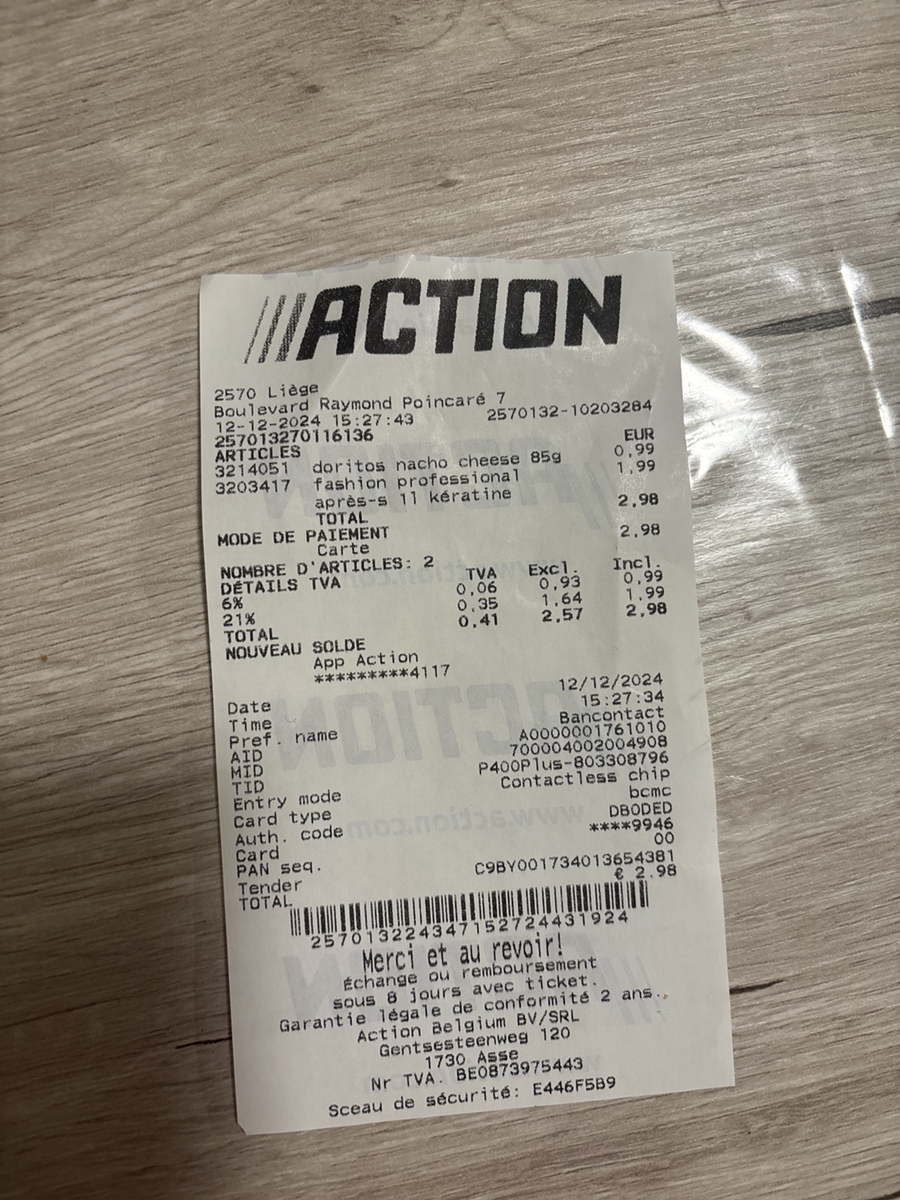 ACTION
2570 Liège
Boulevard Raymond Poincaré 7
12-12-2024 15:27:43 2570132-10203284
257013270116136
ARTICLES EUR
3214051 doritos nacho cheese 85g 0,99
3203417 fashion professional 1,99
après-s 1l kératine
TOTAL 2,98
MODE DE PAIEMENT
Carte 2,98
NOMBRE D'ARTICLES: 2
DÉTAILS TVA TVA Excl. Incl.
6% 0,06 0,93 0,99
21% 0,35 1,64 1,99
TOTAL 0,41 2,57 2,98
NOUVEAU SOLDE
App Action
*********4117
Date 12/12/2024
Time 15:27:34
Pref. name Bancontact
AID A0000001761010
MID 700004002004908
TID P400Plus-803308796
Entry mode Contactless chip
Card type bcmc
Auth. code DBODED
Card ****9946
PAN seq. 00
Tender C9BY001734013654381
TOTAL € 2.98
257013224347152724431924
Merci et au revoir!
Échange ou remboursement
sous 8 jours avec ticket.
Garantie légale de conformité 2 ans.
Action Belgium BV/SRL
Gentsesteenweg 120
1730 Asse
Nr TVA. BE0873975443
Sceau de sécurité: E446F5B9